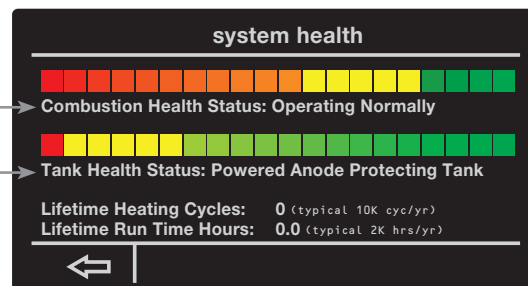 system health
Combustion Health Status: Operating Normally
Tank Health Status: Powered Anode Protecting Tank
Lifetime Heating Cycles: 0 (typical 10K cyc/yr)
Lifetime Run Time Hours: 0.0 (typical 2K hrs/yr)